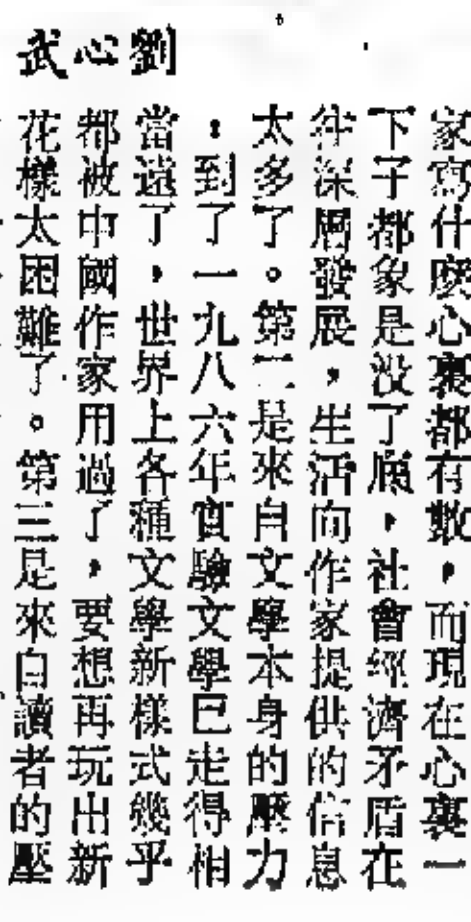 家寫什麽心裏都有數，而現在心裏一
下子都象是没了底，社會經濟矛盾在
往深層發展，生活向作家提供的信息
太多了。第二是來自文學本身的壓力
：到了一九八六年實驗文學已走得相
當遠了，世界上各種文學新樣式幾乎
都被中國作家用過了，要想再玩出新
花樣太困難了。第三是來自讀者的壓
劉心武